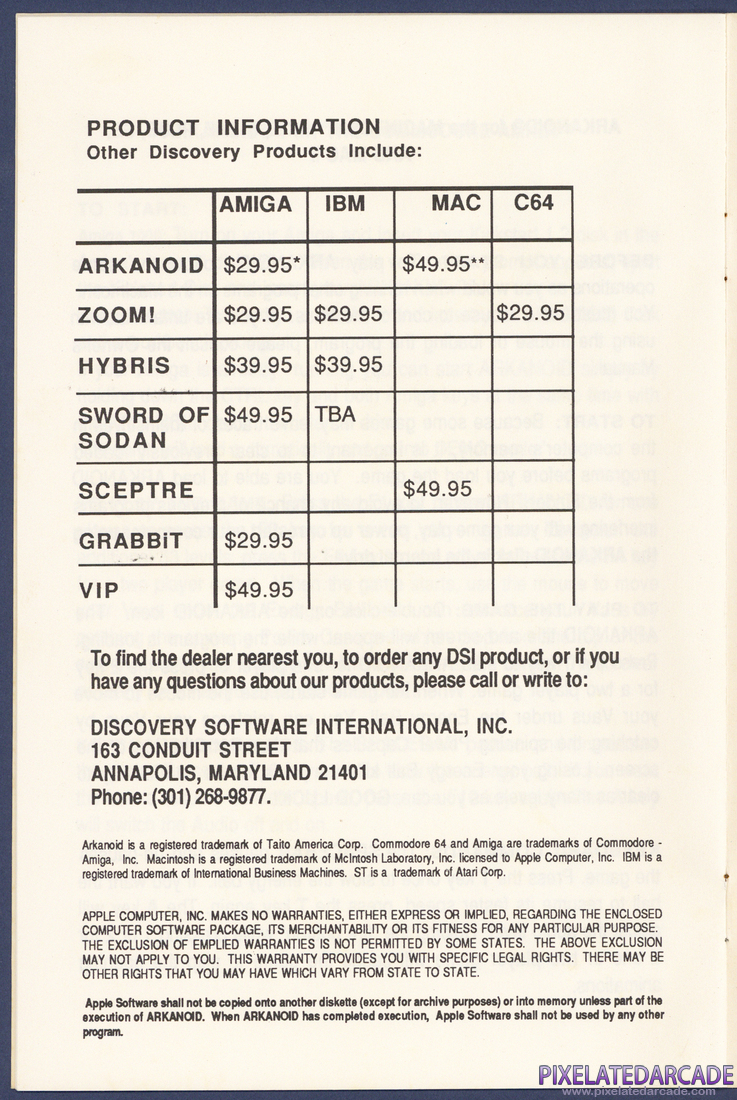 PRODUCT INFORMATION
Other Discovery Products Include:
AMIGA IBM MAC C64
ARKANOID $29.95* $49.95**
ZOOM! $29.95 $29.95 $29.95
HYBRIS $39.95 $39.95
SWORD OF $49.95 TBA
SODAN
SCEPTRE $49.95
GRABBiT $29.95
VIP $49.95
To find the dealer nearest you, to order any DSI product, or if you
have any questions about our products, please call or write to:
DISCOVERY SOFTWARE INTERNATIONAL, INC.
163 CONDUIT STREET
ANNAPOLIS, MARYLAND 21401
Phone: (301) 268-9877.
Arkanoid is a registered trademark of Taito America Corp. Commodore 64 and Amiga are trademarks of Commodore -
Amiga, Inc. Macintosh is a registered trademark of McIntosh Laboratory, Inc. licensed to Apple Computer, Inc. IBM is a
registered trademark of International Business Machines. ST is a trademark of Atari Corp.
APPLE COMPUTER, INC. MAKES NO WARRANTIES, EITHER EXPRESS OR IMPLIED, REGARDING THE ENCLOSED
COMPUTER SOFTWARE PACKAGE, ITS MERCHANTABILITY OR ITS FITNESS FOR ANY PARTICULAR PURPOSE.
THE EXCLUSION OF EMPLIED WARRANTIES IS NOT PERMITTED BY SOME STATES. THE ABOVE EXCLUSION
MAY NOT APPLY TO YOU. THIS WARRANTY PROVIDES YOU WITH SPECIFIC LEGAL RIGHTS. THERE MAY BE
OTHER RIGHTS THAT YOU MAY HAVE WHICH VARY FROM STATE TO STATE.
Apple Software shall not be copied onto another diskette (except for archive purposes) or into memory unless part of the
execution of ARKANOID. When ARKANOID has completed execution, Apple Software shall not be used by any other
program.
PIXELATEDARCADE
www.pixelatedarcade.com